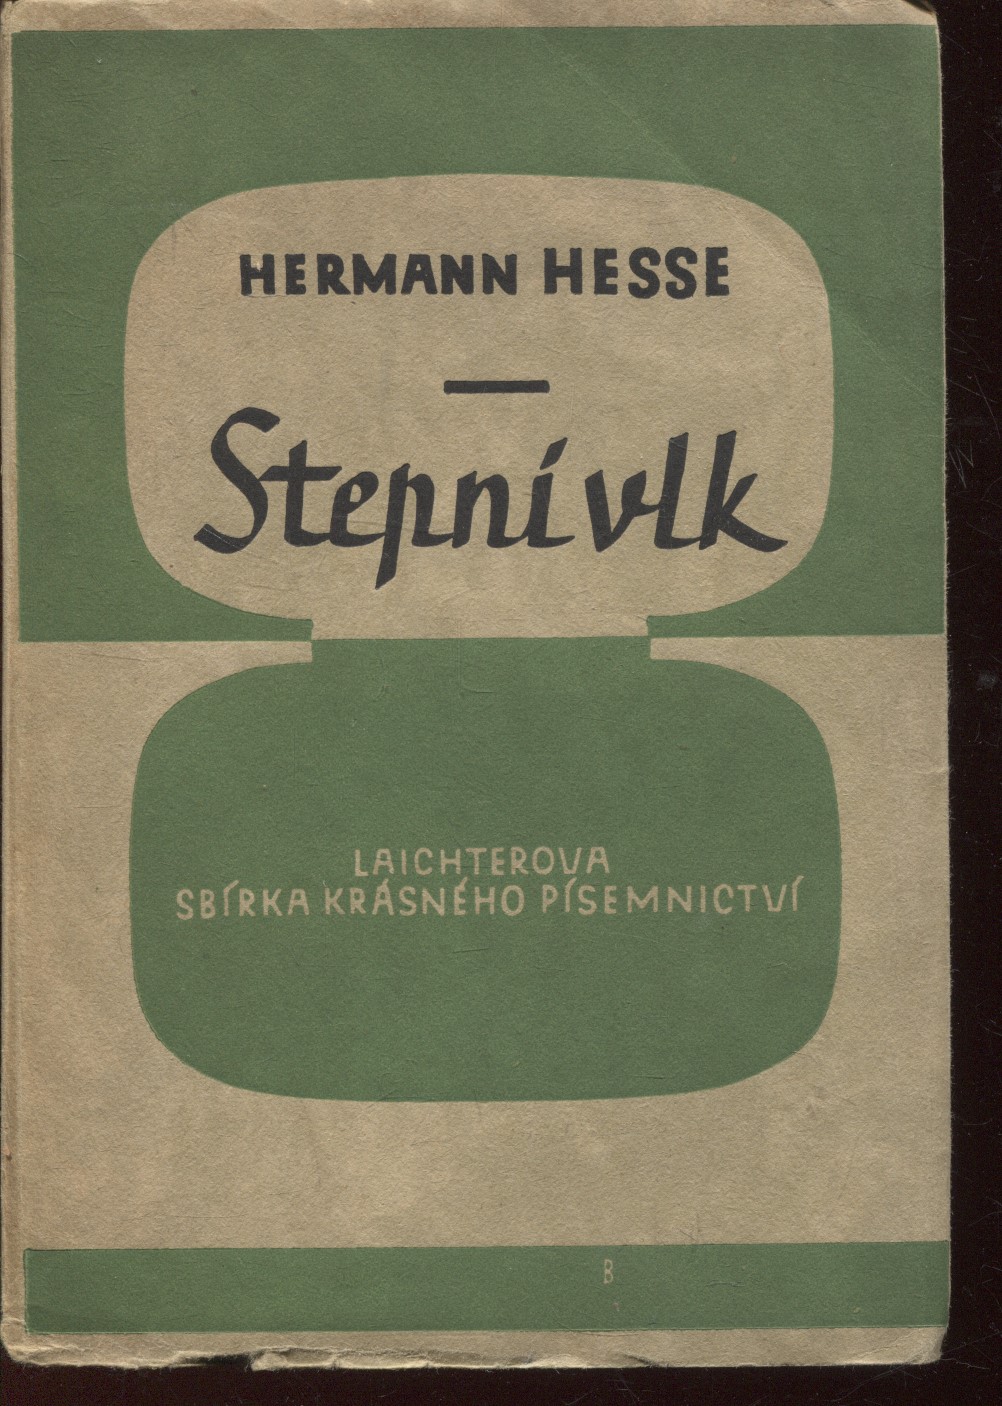 HERMANN HESSE
Stepní vlk
LAICHTEROVA
SBÍRKA KRÁSNÉHO PÍSEMNICTVÍ
B